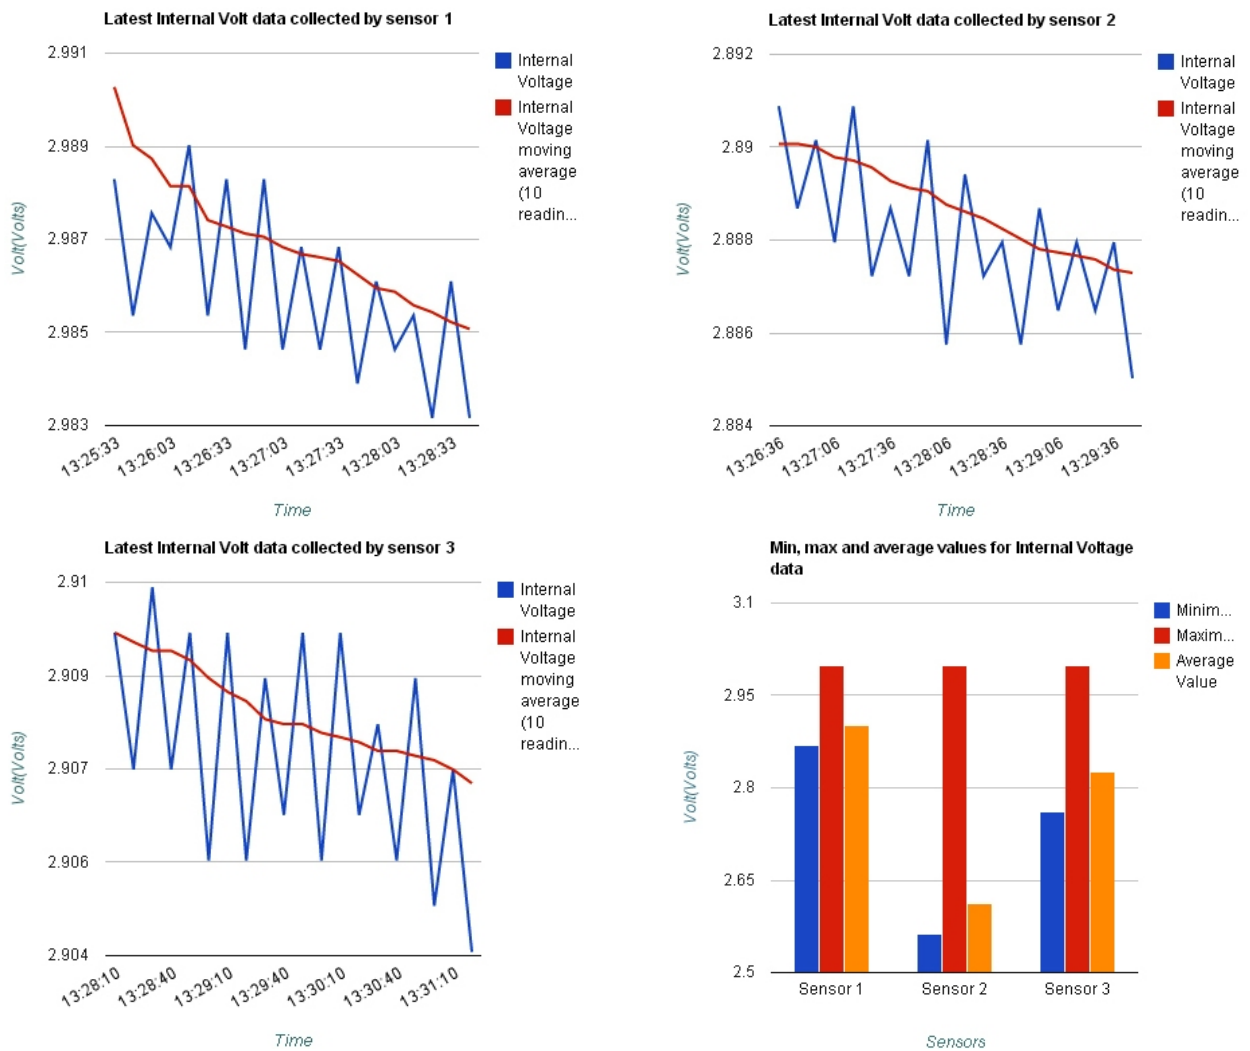 Latest Internal Volt data collected by sensor 1
2.991
2.989
2.987
2.985
2.983
Volt(Volts)
13:25:33
13:26:03
13:26:33
13:27:03
13:27:33
13:28:03
13:28:33
Time
Internal
Voltage
Internal
Voltage
moving
average
(10
readin...
Latest Internal Volt data collected by sensor 2
2.892
2.89
2.888
2.886
2.884
Volt(Volts)
13:26:36
13:27:06
13:27:36
13:28:06
13:28:36
13:29:06
13:29:36
Time
Internal
Voltage
Internal
Voltage
moving
average
(10
readin...
Latest Internal Volt data collected by sensor 3
2.91
2.909
2.907
2.906
2.904
Volt(Volts)
13:28:10
13:28:40
13:29:10
13:29:40
13:30:10
13:30:40
13:31:10
Time
Internal
Voltage
Internal
Voltage
moving
average
(10
readin...
Min, max and average values for Internal Voltage
data
3.1
2.95
2.8
2.65
2.5
Volt(Volts)
Sensor 1
Sensor 2
Sensor 3
Sensors
Minim...
Maxim...
Average
Value